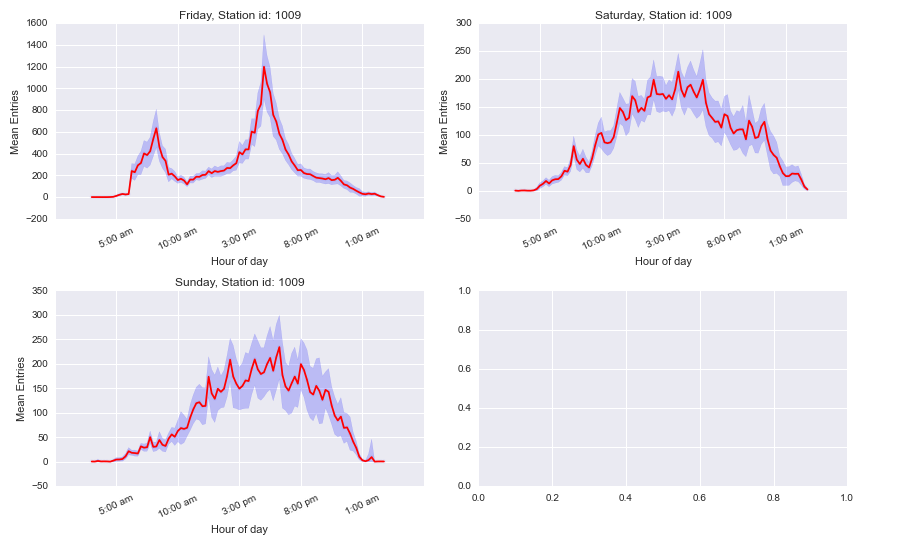 Friday, Station id: 1009
1600
1400
1200
1000
800
600
400
200
0
−200
Mean Entries
5:00 am
10:00 am
3:00 pm
8:00 pm
1:00 am
Hour of day
Saturday, Station id: 1009
300
250
200
150
100
50
0
−50
Mean Entries
5:00 am
10:00 am
3:00 pm
8:00 pm
1:00 am
Hour of day
Sunday, Station id: 1009
350
300
250
200
150
100
50
0
−50
Mean Entries
5:00 am
10:00 am
3:00 pm
8:00 pm
1:00 am
Hour of day
1.0
0.8
0.6
0.4
0.2
0.0
0.0
0.2
0.4
0.6
0.8
1.0